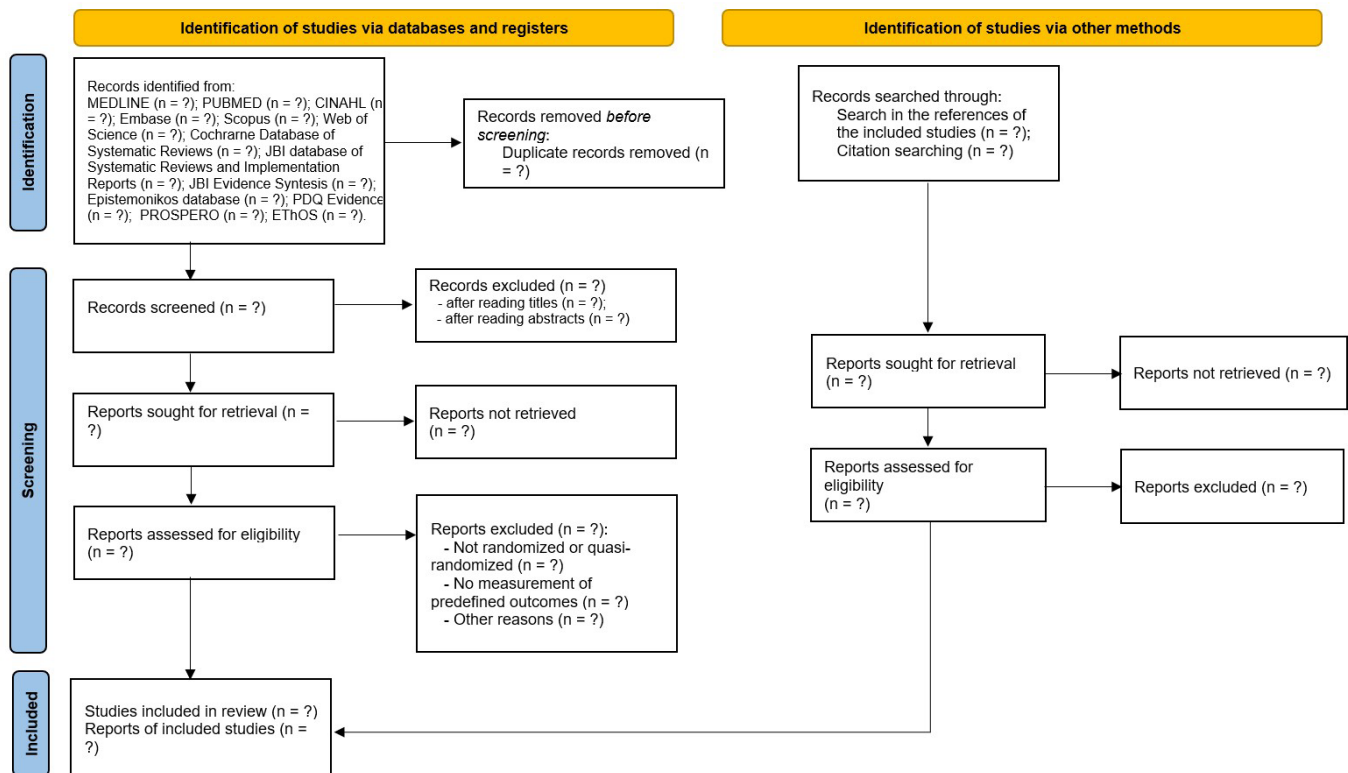 Identification of studies via databases and registers
Identification of studies via other methods
Identification
Records identified from:
MEDLINE (n = ?); PUBMED (n = ?); CINAHL (n
= ?); Embase (n = ?); Scopus (n = ?); Web of
Science (n = ?); Cochrarne Database of
Systematic Reviews (n = ?); JBI database of
Systematic Reviews and Implementation
Reports (n = ?); JBI Evidence Syntesis (n = ?);
Epistemonikos database (n = ?); PDQ Evidence
(n = ?);  PROSPERO (n = ?); EThOS (n = ?).
Records removed before
screening:
Duplicate records removed (n
= ?)
Records searched through:
Search in the references of
the included studies (n = ?);
Citation searching (n = ?)
Screening
Records screened (n = ?)
Records excluded (n = ?)
- after reading titles (n = ?);
- after reading abstracts (n = ?)
Reports sought for retrieval (n =
?)
Reports not retrieved
(n = ?)
Reports sought for retrieval
(n = ?)
Reports not retrieved (n = ?)
Reports assessed for eligibility
(n = ?)
Reports excluded (n = ?):
- Not randomized or quasi-
randomized (n = ?)
- No measurement of
predefined outcomes (n = ?)
- Other reasons (n = ?)
Reports assessed for
eligibility
(n = ?)
Reports excluded (n = ?)
Included
Studies included in review (n = ?)
Reports of included studies (n =
?)